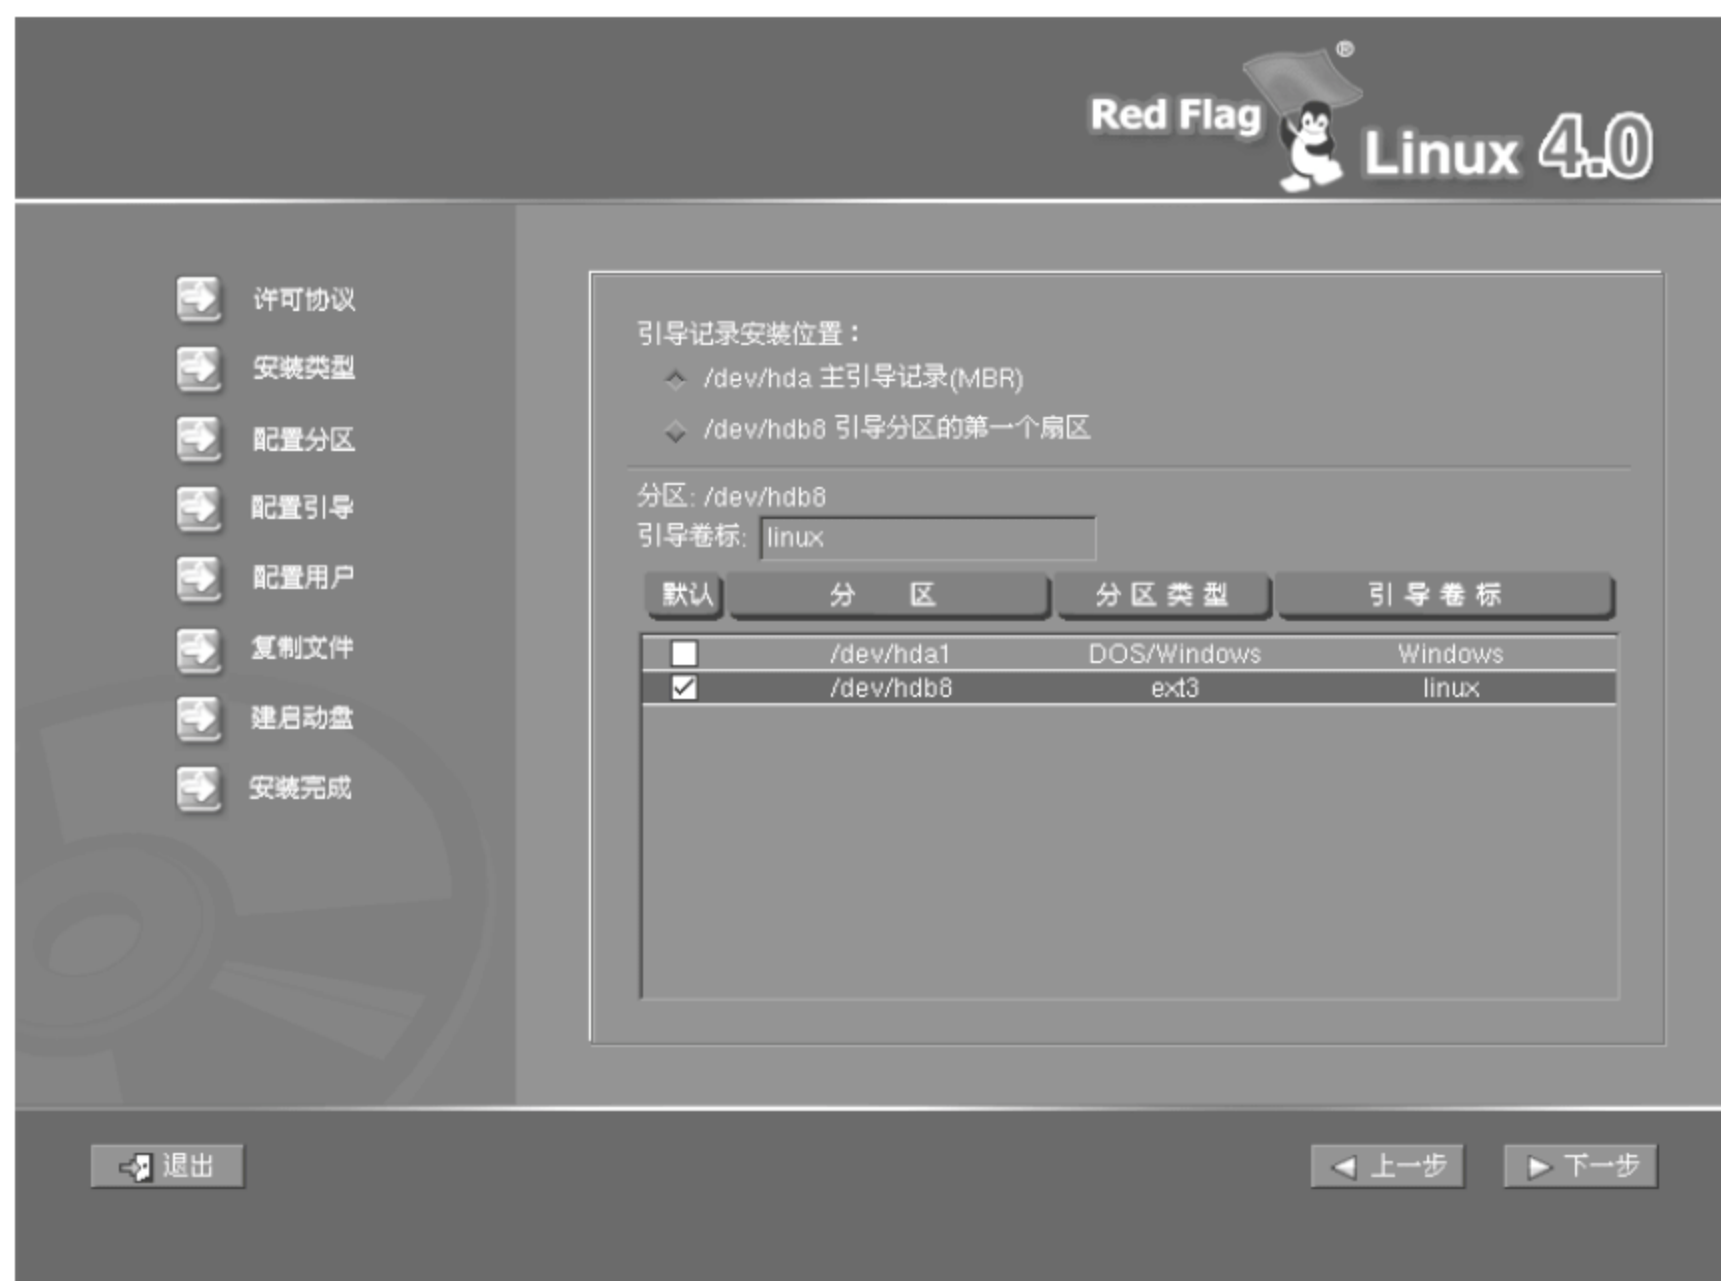 Red Flag ® Linux 4.0
许可协议
安装类型
配置分区
配置引导
配置用户
复制文件
建启动盘
安装完成
引导记录安装位置：
/dev/hda 主引导记录(MBR)
/dev/hdb8 引导分区的第一个扇区
分区: /dev/hdb8
引导卷标: linux
默认 分 区 分区类型 引导卷标
/dev/hda1 DOS/Windows Windows
/dev/hdb8 ext3 linux
退出 上一步 下一步